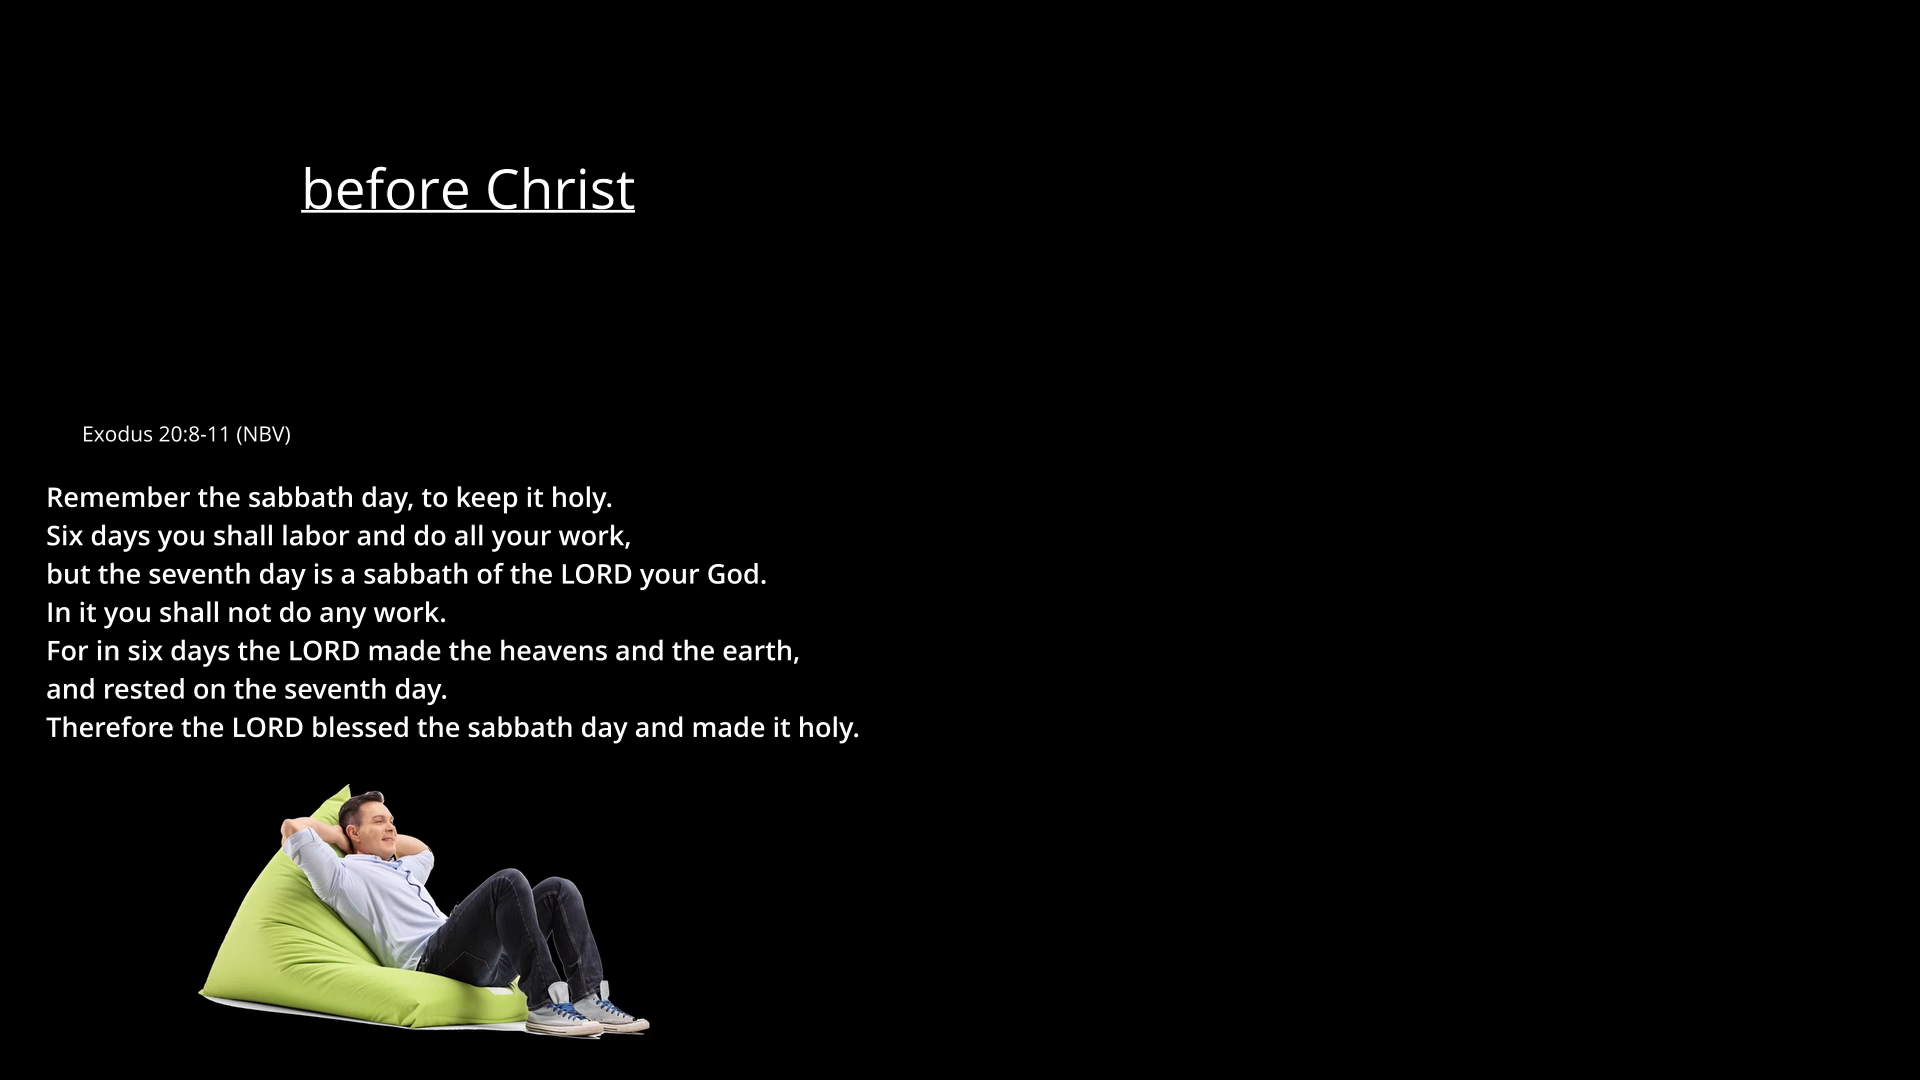 before Christ
Exodus 20:8-11 (NBV)
Remember the sabbath day, to keep it holy.
Six days you shall labor and do all your work,
but the seventh day is a sabbath of the LORD your God.
In it you shall not do any work.
For in six days the LORD made the heavens and the earth,
and rested on the seventh day.
Therefore the LORD blessed the sabbath day and made it holy.